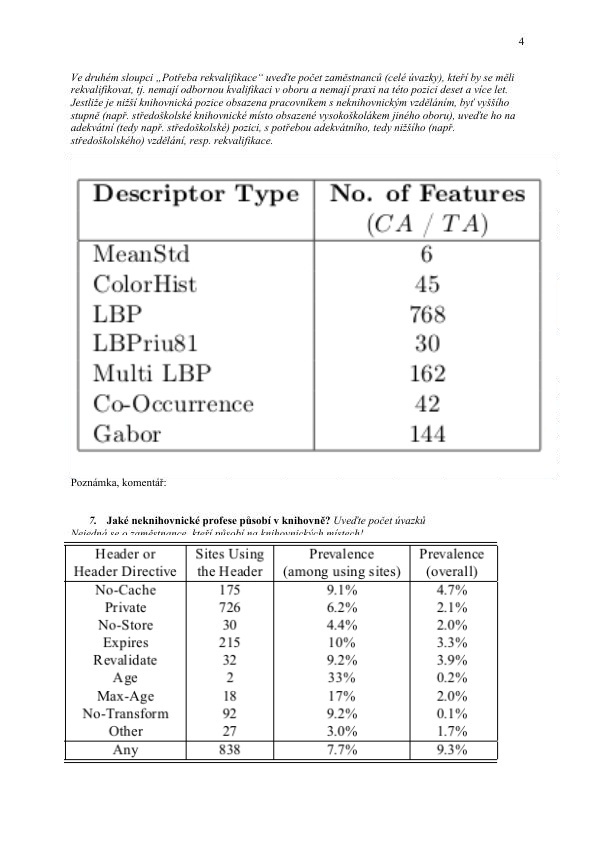 4
Ve druhém sloupci „Potřeba rekvalifikace“ uveďte počet zaměstnanců (celé úvazky), kteří by se měli
rekvalifikovat, tj. nemají odbornou kvalifikaci v oboru a nemají praxi na této pozici deset a více let.
Jestliže je nižší knihovnická pozice obsazena pracovníkem s neknihovnickým vzděláním, byť vyššího
stupně (např. středoškolské knihovnické místo obsazené vysokoškolákem jiného oboru), uveďte ho na
adekvátní (tedy např. středoškolské) pozici, s potřebou adekvátního, tedy nižšího (např.
středoškolského) vzdělání, resp. rekvalifikace.
Descriptor Type No. of Features
(CA / TA)
MeanStd 6
ColorHist 45
LBP 768
LBPriu81 30
Multi LBP 162
Co-Occurrence 42
Gabor 144
Poznámka, komentář:
7. Jaké neknihovnické profese působí v knihovně? Uveďte počet úvazků
Nejedná se o zaměstnance, kteří působí na knihovnických místech!
Header or Sites Using Prevalence Prevalence
Header Directive the Header (among using sites) (overall)
No-Cache 175 9.1% 4.7%
Private 726 6.2% 2.1%
No-Store 30 4.4% 2.0%
Expires 215 10% 3.3%
Revalidate 32 9.2% 3.9%
Age 2 33% 0.2%
Max-Age 18 17% 2.0%
No-Transform 92 9.2% 0.1%
Other 27 3.0% 1.7%
Any 838 7.7% 9.3%